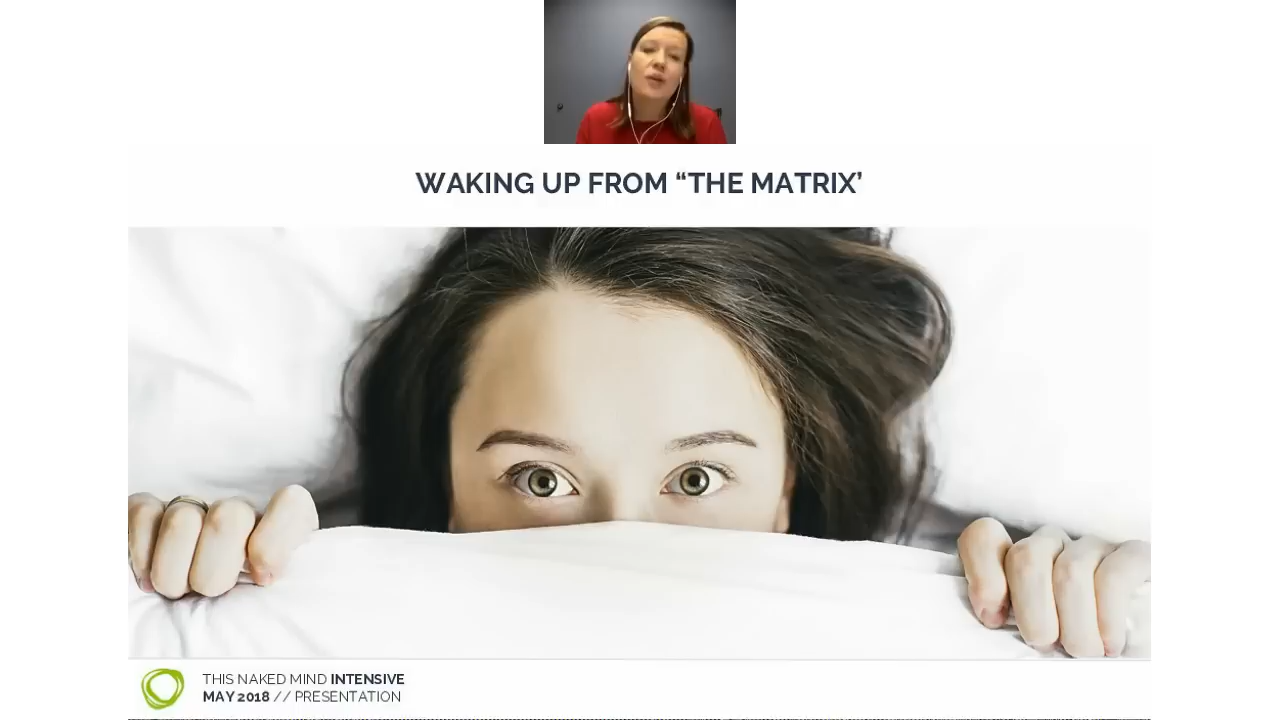 WAKING UP FROM “THE MATRIX’
THIS NAKED MIND INTENSIVE
MAY 2018 // PRESENTATION